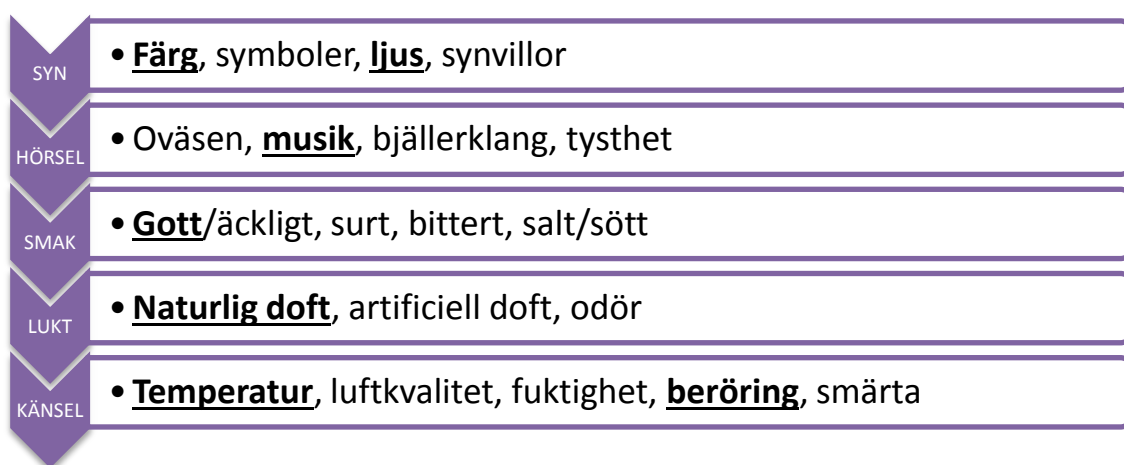 SYN
• Färg, symboler, ljus, synvillor
HÖRSEL
• Oväsen, musik, bjällerklang, tysthet
SMAK
• Gott/äckligt, surt, bittert, salt/sött
LUKT
• Naturlig doft, artificiell doft, odör
KÄNSEL
• Temperatur, luftkvalitet, fuktighet, beröring, smärta